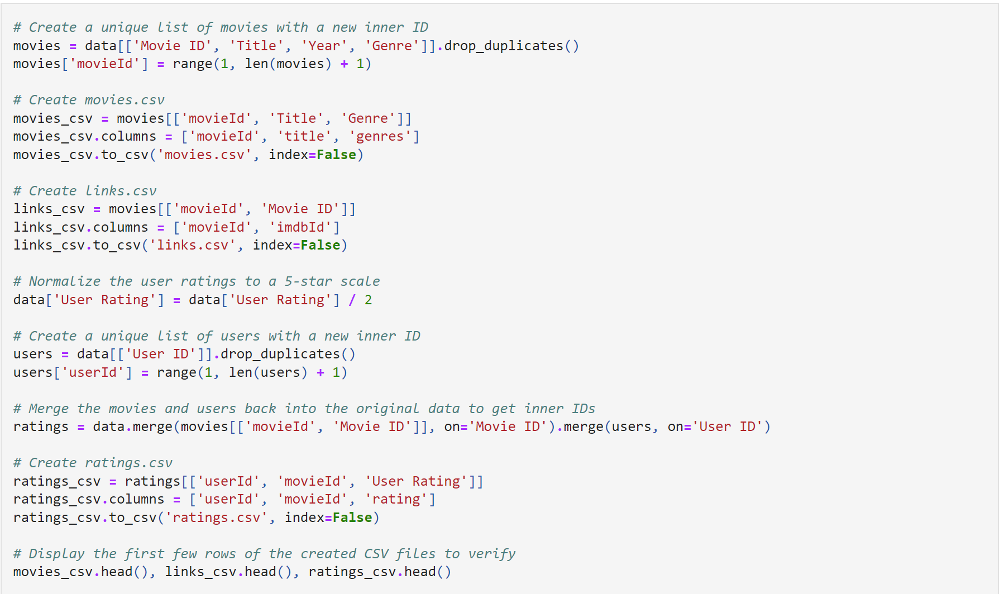 # Create a unique list of movies with a new inner ID
movies = data[['Movie ID', 'Title', 'Year', 'Genre']].drop_duplicates()
movies['movieId'] = range(1, len(movies) + 1)
# Create movies.csv
movies_csv = movies[['movieId', 'Title', 'Genre']]
movies_csv.columns = ['movieId', 'title', 'genres']
movies_csv.to_csv('movies.csv', index=False)
# Create links.csv
links_csv = movies[['movieId', 'Movie ID']]
links_csv.columns = ['movieId', 'imdbId']
links_csv.to_csv('links.csv', index=False)
# Normalize the user ratings to a 5-star scale
data['User Rating'] = data['User Rating'] / 2
# Create a unique list of users with a new inner ID
users = data[['User ID']].drop_duplicates()
users['userId'] = range(1, len(users) + 1)
# Merge the movies and users back into the original data to get inner IDs
ratings = data.merge(movies[['movieId', 'Movie ID']], on='Movie ID').merge(users, on='User ID')
# Create ratings.csv
ratings_csv = ratings[['userId', 'movieId', 'User Rating']]
ratings_csv.columns = ['userId', 'movieId', 'rating']
ratings_csv.to_csv('ratings.csv', index=False)
# Display the first few rows of the created CSV files to verify
movies_csv.head(), links_csv.head(), ratings_csv.head()